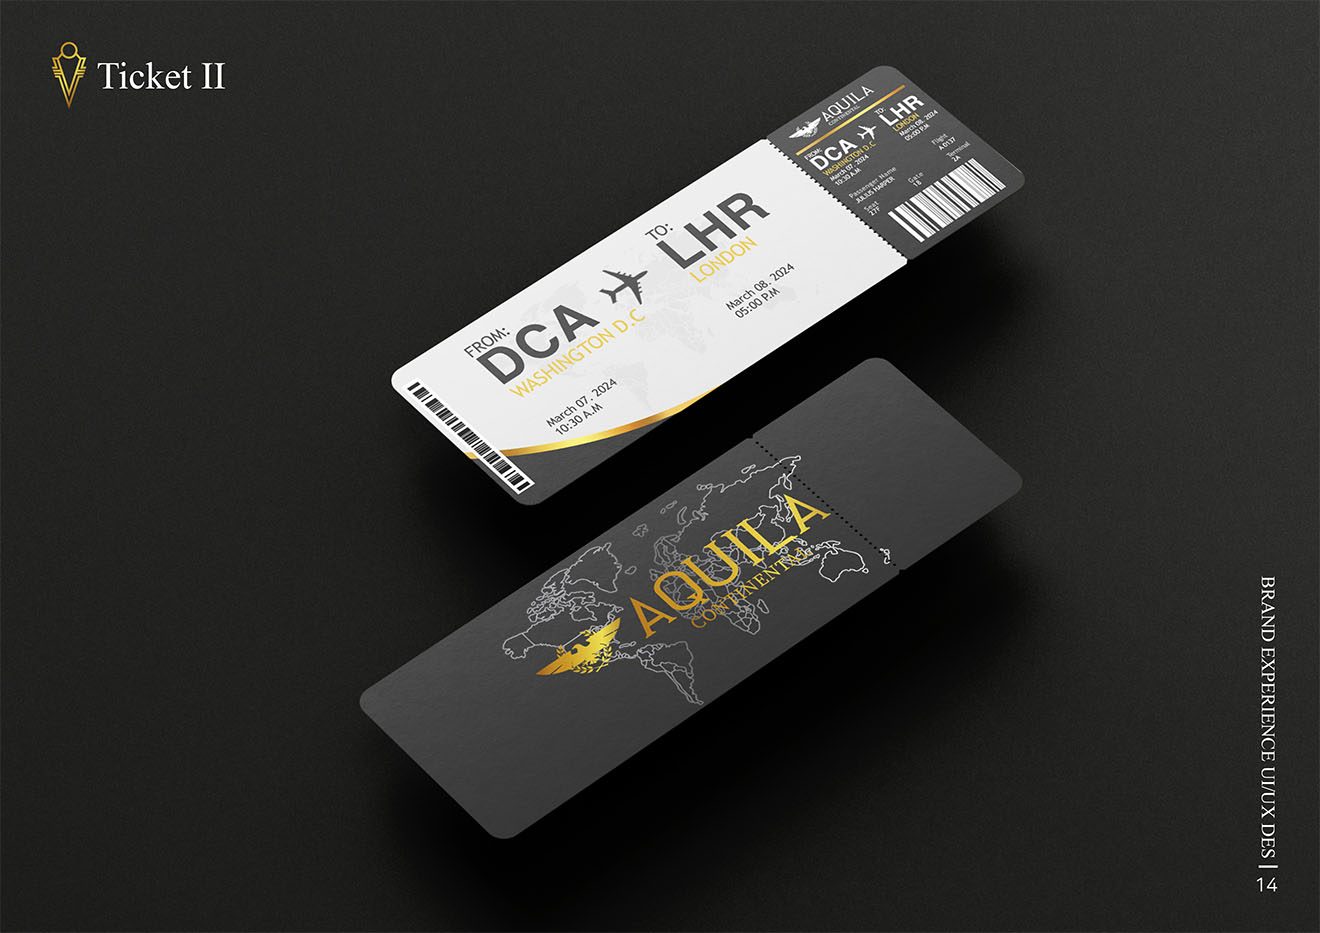 Ticket II
FROM:
DCA
WASHINGTON D.C
March 07. 2024
10:30 A.M
TO:
LHR
LONDON
March 08. 2024
05:00 P.M
AQUILA
CONTINENTAL
FROM:
DCA
WASHINGTON D.C
March 07. 2024
10:30 A.M
TO:
LHR
LONDON
March 08. 2024
05:00 P.M
Passenger Name
JULIUS HARPER
Flight
A0137
Seat
27F
Gate
18
Terminal
2A
AQUILA
CONTINENTAL
BRAND EXPERIENCE UI/UX DES
14